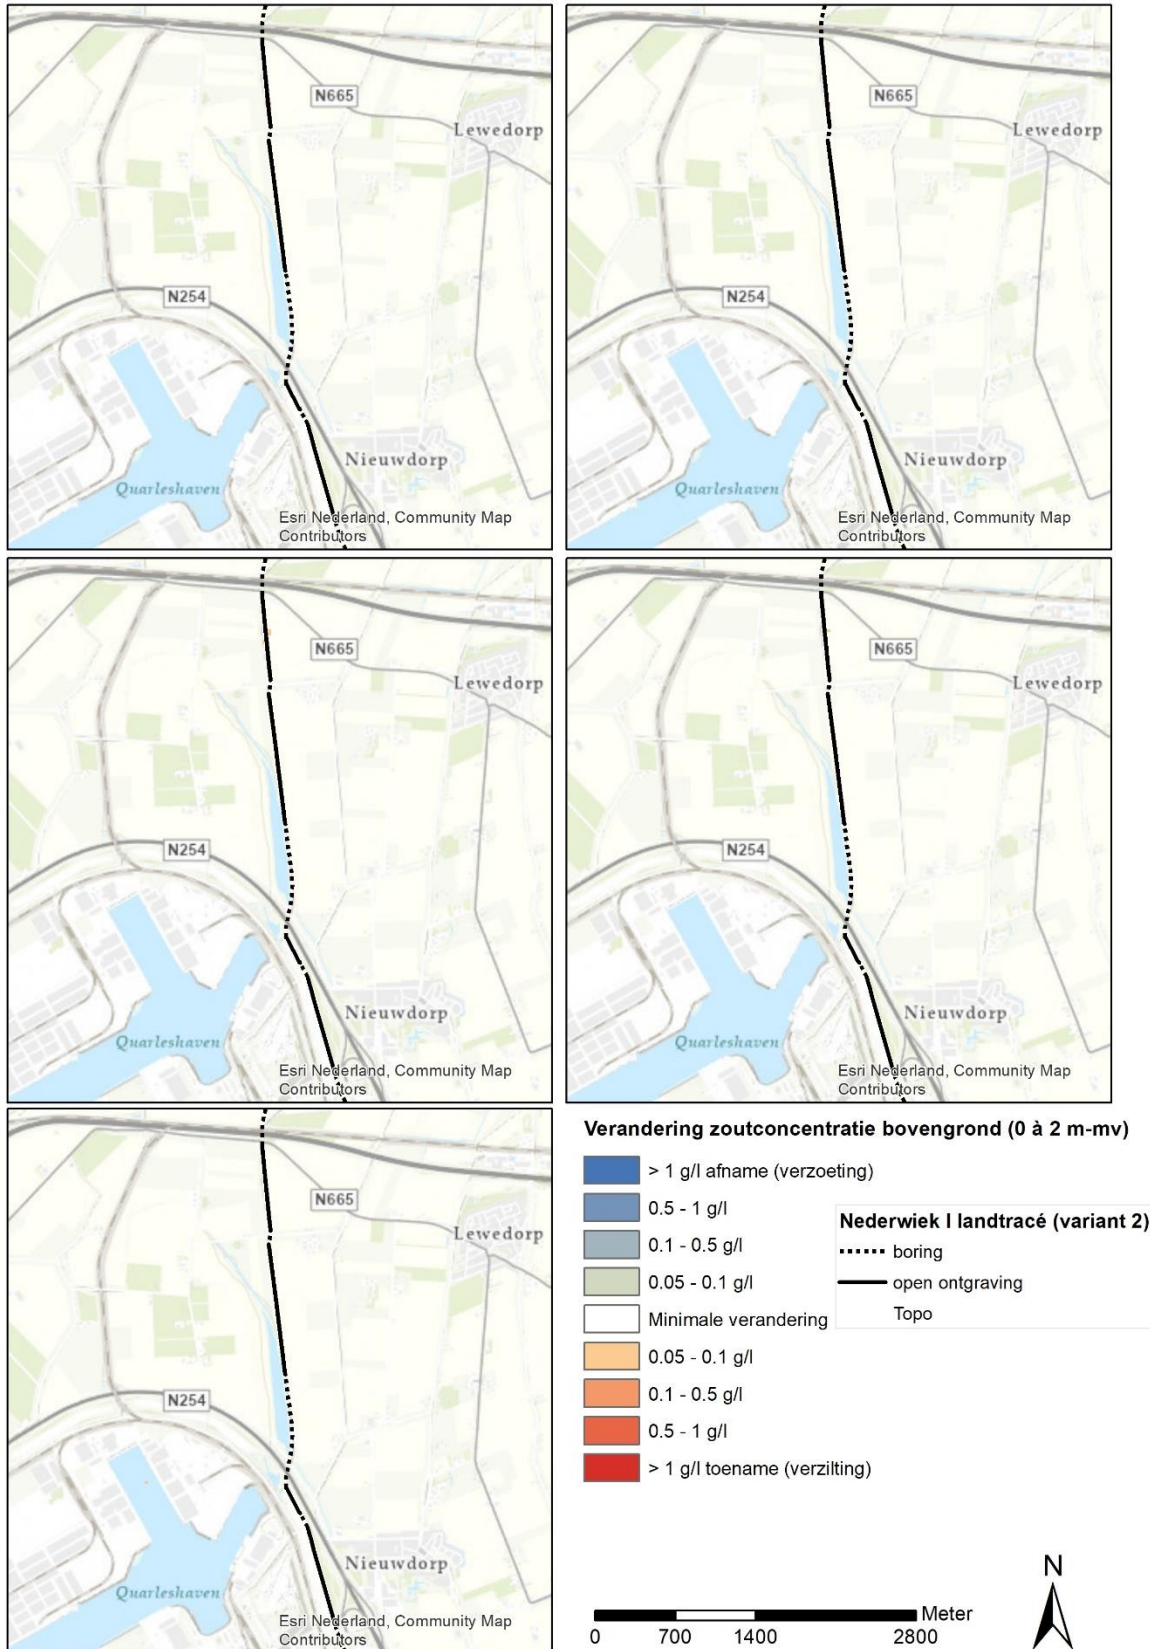 N665
Lewedorp
N254
Nieuwdorp
Quarleshaven
Esri Nederland, Community Map
Contributors
N665
Lewedorp
N254
Nieuwdorp
Quarleshaven
Esri Nederland, Community Map
Contributors
N665
Lewedorp
N254
Nieuwdorp
Quarleshaven
Esri Nederland, Community Map
Contributors
N665
Lewedorp
N254
Nieuwdorp
Quarleshaven
Esri Nederland, Community Map
Contributors
N665
Lewedorp
N254
Nieuwdorp
Quarleshaven
Esri Nederland, Community Map
Contributors
Verandering zoutconcentratie bovengrond (0 à 2 m-mv)
> 1 g/l afname (verzoeting)
0.5 - 1 g/l
0.1 - 0.5 g/l
0.05 - 0.1 g/l
Minimale verandering
0.05 - 0.1 g/l
0.1 - 0.5 g/l
0.5 - 1 g/l
> 1 g/l toename (verzilting)
Nederwiek I landtracé (variant 2)
boring
open ontgraving
Topo
N
Meter
0 700 1400 2800